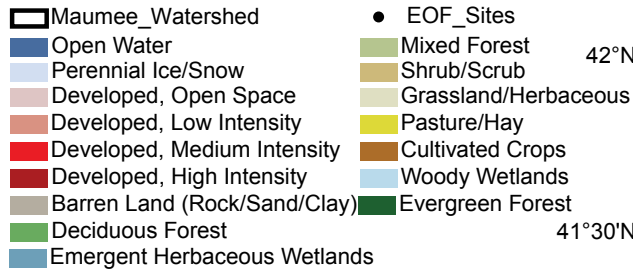 Maumee_Watershed
EOF_Sites
Open Water
Mixed Forest
42°N
Perennial Ice/Snow
Shrub/Scrub
Developed, Open Space
Grassland/Herbaceous
Developed, Low Intensity
Pasture/Hay
Developed, Medium Intensity
Cultivated Crops
Developed, High Intensity
Woody Wetlands
Barren Land (Rock/Sand/Clay)
Evergreen Forest
Deciduous Forest
41°30'N
Emergent Herbaceous Wetlands